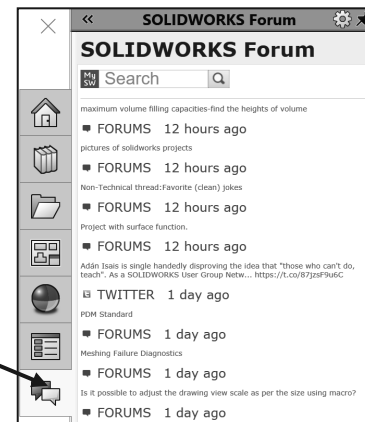 SOLIDWORKS Forum
SOLIDWORKS Forum
My SW Search
maximum volume filling capacities-find the heights of volume
FORUMS 12 hours ago
pictures of solidworks projects
FORUMS 12 hours ago
Non-Technical thread:Favorite (clean) jokes
FORUMS 12 hours ago
Project with surface function.
FORUMS 12 hours ago
Adán Isais is single handedly disproving the idea that "those who can't do,
teach". As a SOLIDWORKS User Group Netw... https://t.co/87jzsF9u6C
TWITTER 1 day ago
PDM Standard
FORUMS 1 day ago
Meshing Failure Diagnostics
FORUMS 1 day ago
Is it possible to adjust the drawing view scale as per the size using macro?
FORUMS 1 day ago